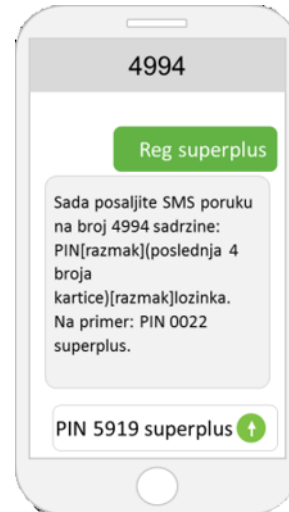 4994
Reg superplus
Sada posaljite SMS poruku
na broj 4994 sadrzine:
PIN[razmak](poslednja 4
broja
kartice)[razmak]lozinka.
Na primer: PIN 0022
superplus.
PIN 5919 superplus